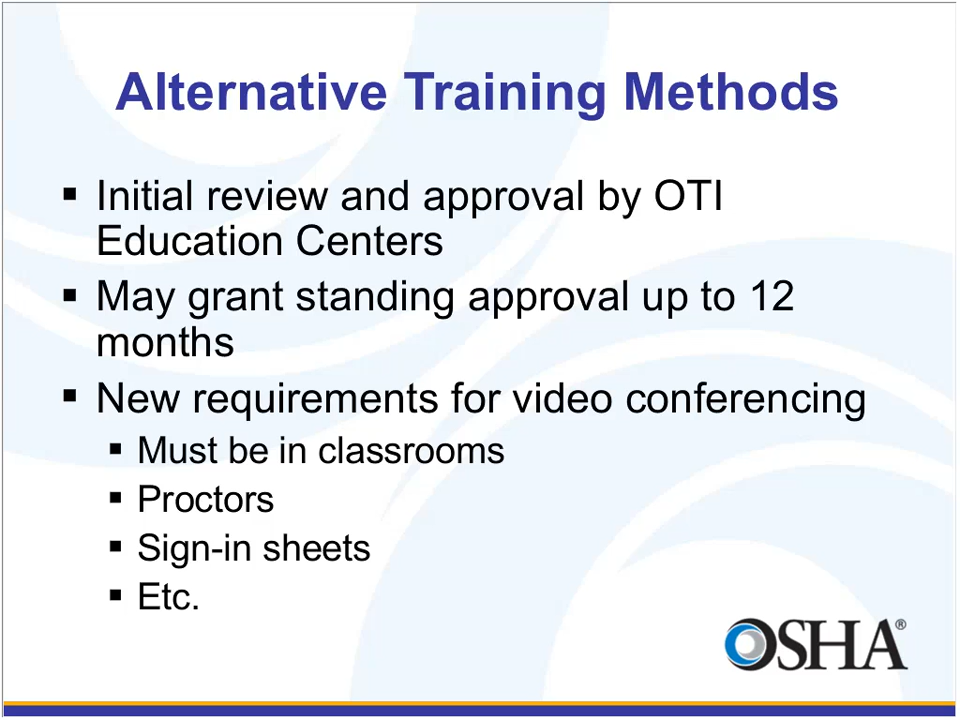 Alternative Training Methods
▪ Initial review and approval by OTI
Education Centers
▪ May grant standing approval up to 12
months
▪ New requirements for video conferencing
▪ Must be in classrooms
▪ Proctors
▪ Sign-in sheets
▪ Etc.
OSHA®